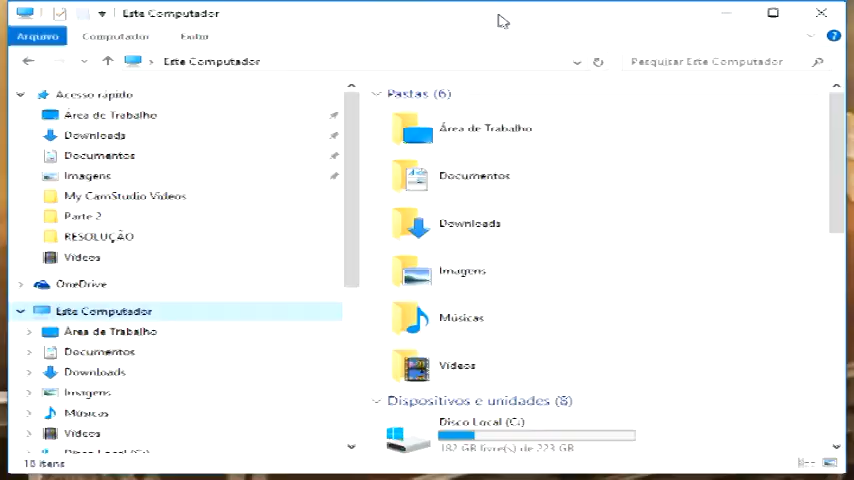 Este Computador
Arquivo
Computador
Exibir
Este Computador
Pesquisar Este Computador
Acesso rápido
Área de Trabalho
Downloads
Documentos
Imagens
My CamStudio Videos
Parte 2
RESOLUÇÃO
Vídeos
OneDrive
Este Computador
Área de Trabalho
Documentos
Downloads
Imagens
Músicas
Vídeos
Disco Local (C:)
Pastas (6)
Área de Trabalho
Documentos
Downloads
Imagens
Músicas
Vídeos
Dispositivos e unidades (8)
Disco Local (C:)
182 GB livre(s) de 223 GB